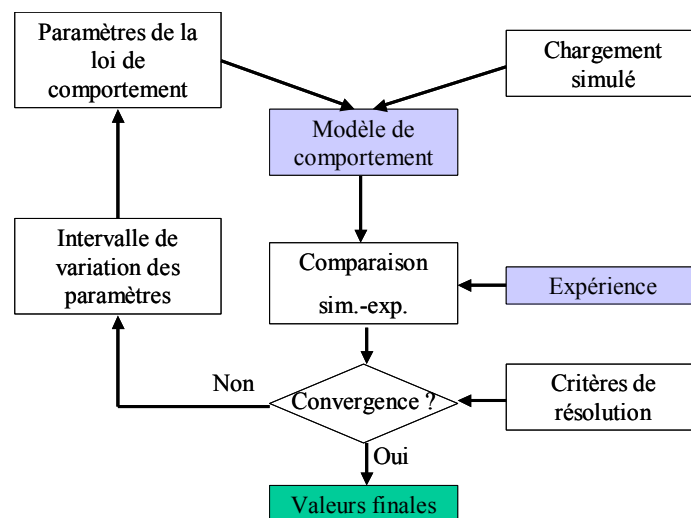 Paramètres de la
loi de
comportement
Chargement
simulé
Modèle de
comportement
Intervalle de
variation des
paramètres
Comparaison
sim.-exp.
Expérience
Non
Convergence ?
Critères de
résolution
Oui
Valeurs finales